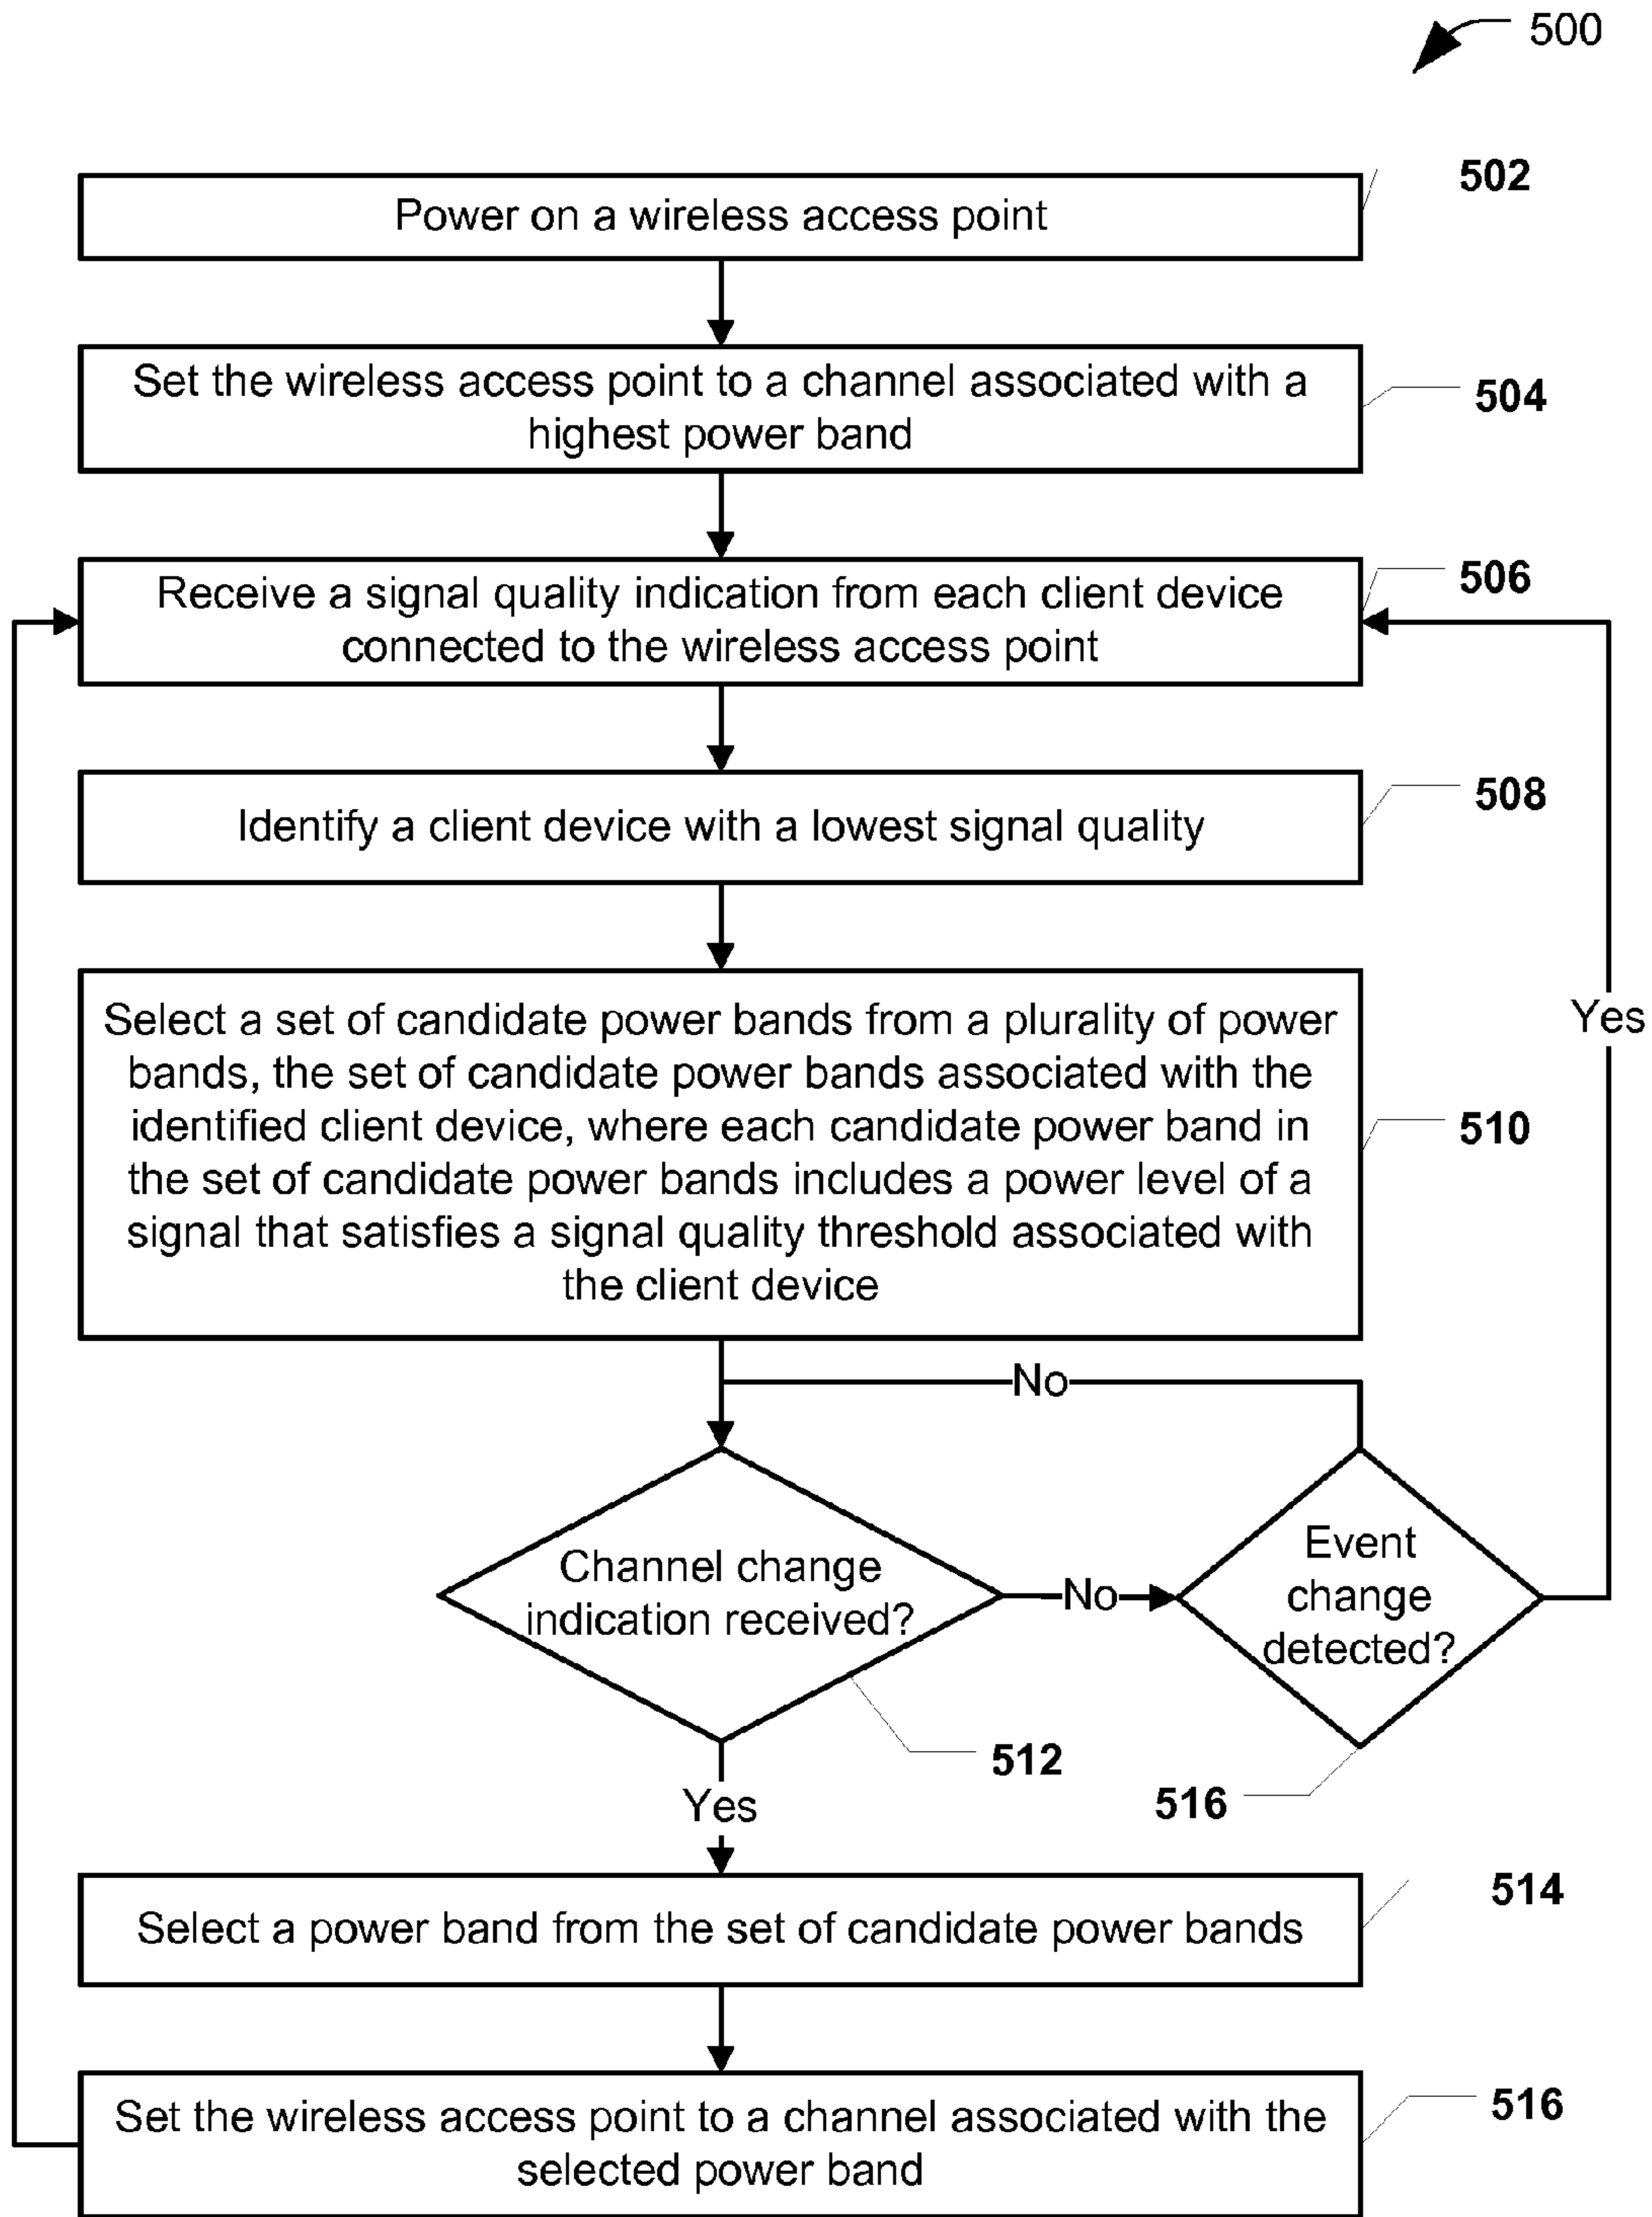 500
502
Power on a wireless access point
Set the wireless access point to a channel associated with a
highest power band
504
Receive a signal quality indication from each client device
connected to the wireless access point
506
Identify a client device with a lowest signal quality
508
Select a set of candidate power bands from a plurality of power
bands, the set of candidate power bands associated with the
identified client device, where each candidate power band in
the set of candidate power bands includes a power level of a
signal that satisfies a signal quality threshold associated with
the client device
510
Yes
No
Channel change
indication received?
No
Event
change
detected?
512
516
Yes
Select a power band from the set of candidate power bands
514
Set the wireless access point to a channel associated with the
selected power band
516